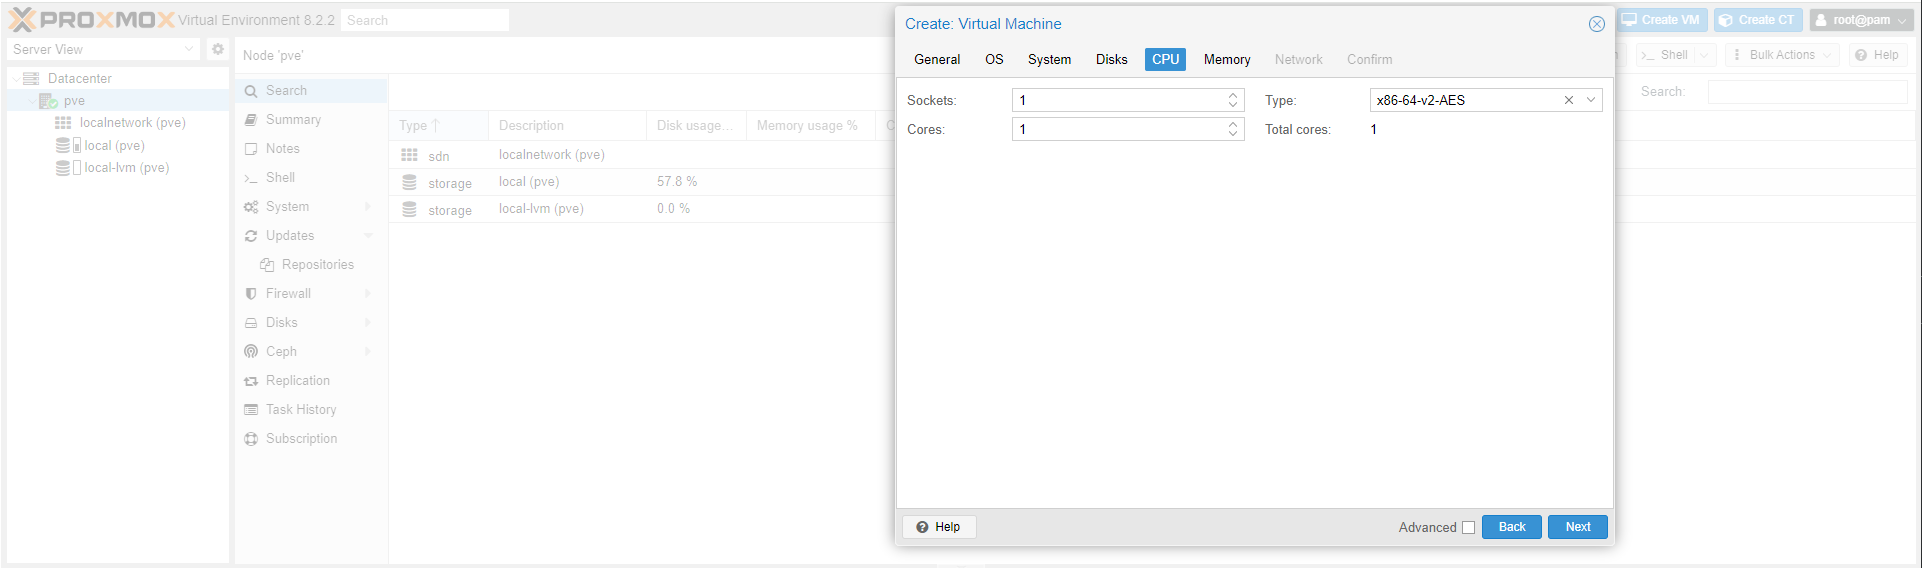 PROXMOX Virtual Environment 8.2.2 Search
Create VM Create CT root@pam
Server View
Datacenter
pve
localnetwork (pve)
local (pve)
local-lvm (pve)
Node 'pve'
Shell Bulk Actions Help
Search
Summary
Notes
Shell
System
Updates
Repositories
Firewall
Disks
Ceph
Replication
Task History
Subscription
Search:
Type Description Disk usage... Memory usage % C
sdn localnetwork (pve)
storage local (pve) 57.8 %
storage local-lvm (pve) 0.0 %
Create: Virtual Machine
General OS System Disks CPU Memory Network Confirm
Sockets: 1 Type: x86-64-v2-AES
Cores: 1 Total cores: 1
Help Advanced Back Next